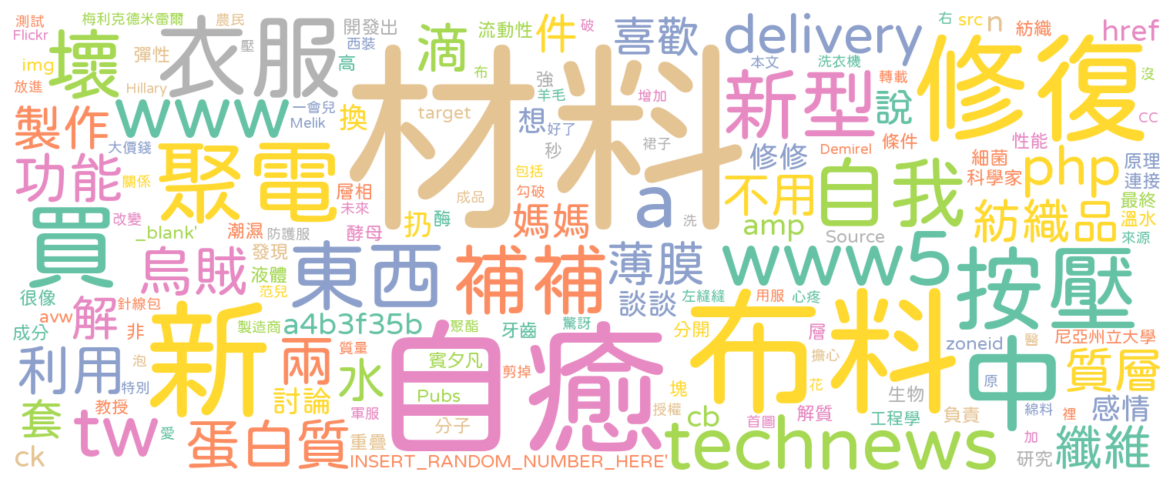 測試 梅利克德米雷爾 農民
Flickr
壞 衣服 開發出 流動性 件 破 喜歡 delivery 右 src n 紡織 href
img 彈性 壓 西裝 滴 布 本文 洗衣機 修復
放進 Hillary 高 材料 強 羊毛 增加 新型 說 轉載 沒
製作 www 一會兒 換 target 想 好了 條件 性能 cc
Melik 秒 裙子 修修 Demirel
大價錢 細菌 php 原理
功能 聚電 層相 包括 不用 自我 科學家 連接
關係 未來 成品 勾破 a 最終
買 改變 扔 酶 媽媽 洗 amp 紡織品 溫水
_blank' 潮濕 防護服 酵母 Source 來源
烏賊 發現 東西 補補 薄膜 www5 按壓
液體
很像 針線包 范兒 談談 左縫縫 用服 心疼
成分 avw 解 非 製造商 a4b3f35b 聚酯 牙齒 驚訝 分開 層 尼亞州立大學
新 兩 質量 賓夕凡 自癒 布料 擔心 zoneid 中 醫
利用 特別 泡 水 剪掉 塊 花 原 質層
討論 Pubs 生物 綿料 裡 感情
套 教授 軍服 分子 授權 cb 首圖 解質 工程學 負責
tw 愛 蛋白質 重疊 technews 加 纖維
ck INSERT_RANDOM_NUMBER_HERE' 研究